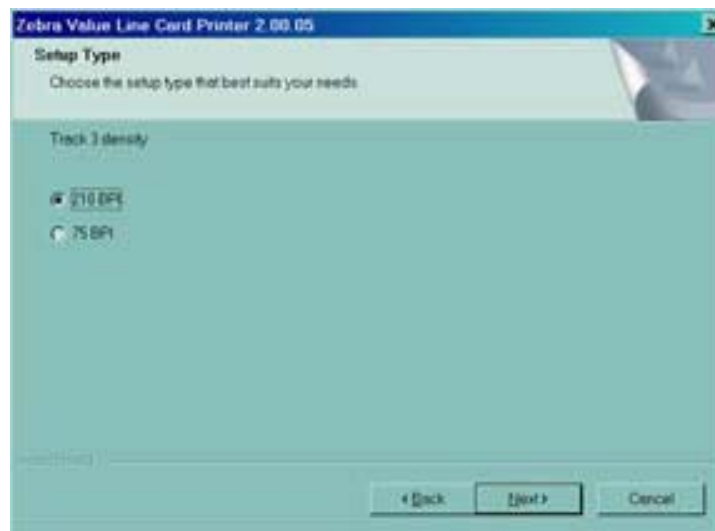 Zebra Value Line Card Printer 2.00.05
Setup Type
Choose the setup type that best suits your needs
Track 3 density
210 BPI
75 BPI
< Back
Next >
Cancel